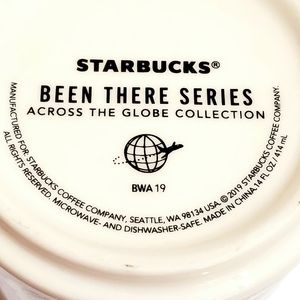 STARBUCKS®
BEEN THERE SERIES
ACROSS THE GLOBE COLLECTION
BWA 19
MANUFACTURED FOR: STARBUCKS COFFEE COMPANY, SEATTLE, WA 98134 USA. © 2019 STARBUCKS COFFEE COMPANY.
ALL RIGHTS RESERVED. MICROWAVE- AND DISHWASHER-SAFE. MADE IN CHINA. 14 FL OZ / 414 mL